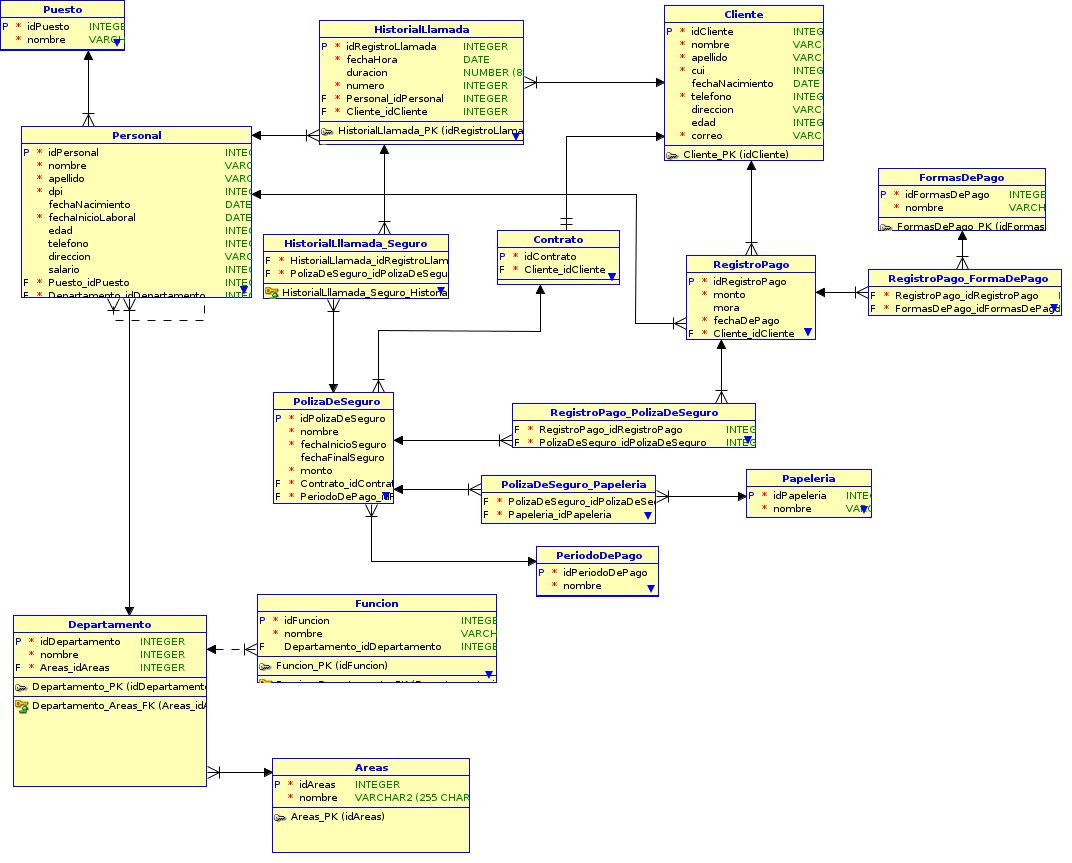 Puesto
P * idPuesto INTEGE
* nombre
HistorialLlamada
P * idRegistroLlamada INTEGER
* fechaHora DATE
duracion NUMBER (8
* numero INTEGER
F * Personal_idPersonal INTEGER
F * Cliente_idCliente INTEGER
HistorialLlamada_PK (idRegistroLlama
Cliente
P * idCliente INTEG
* nombre VARC
* apellido VARC
* cui INTEG
fechaNacimiento DATE
* telefono INTEG
direccion VARC
edad INTEG
* correo VARC
Cliente_PK (idCliente)
Personal
P * idPersonal INTEG
* nombre VARC
* apellido VARC
* dpi INTEG
fechaNacimiento DATE
* fechaInicioLaboral DATE
edad INTEG
telefono INTEG
direccion VARC
salario INTEG
F * Puesto_idPuesto INTEG
F * Departamento_idDepartamento INTEG
FormasDePago
P * idFormasDePago INTEGE
* nombre VARCH
FormasDePago_PK (idFormas
HistorialLllamada_Seguro
F * HistorialLlamada_idRegistroLlam
F * PolizaDeSeguro_idPolizaDeSegu
HistorialLlamada_Seguro_Historia
Contrato
P * idContrato
F * Cliente_idCliente
RegistroPago
P * idRegistroPago
* monto
mora
* fechaDePago
F * Cliente_idCliente
RegistroPago_FormaDePago
F * RegistroPago_idRegistroPago
F * FormasDePago_idFormasDePago
PolizaDeSeguro
P * idPolizaDeSeguro
* nombre
* fechaInicioSeguro
fechaFinalSeguro
* monto
F * Contrato_idContrat
F * PeriodoDePago_idP
RegistroPago_PolizaDeSeguro
F * RegistroPago_idRegistroPago INTEG
F * PolizaDeSeguro_idPolizaDeSeguro INTEG
PolizaDeSeguro_Papeleria
F * PolizaDeSeguro_idPolizaDeSe
F * Papeleria_idPapeleria
Papeleria
P * idPapeleria INTEG
* nombre
PeriodoDePago
P * idPeriodoDePago
* nombre
Funcion
P * idFuncion INTEGE
* nombre VARCH
F Departamento_idDepartamento INTEGE
Funcion_PK (idFuncion)
Departamento
P * idDepartamento INTEGER
* nombre INTEGER
F * Areas_idAreas INTEGER
Departamento_PK (idDepartamento
Departamento_Areas_FK (Areas_idA
Areas
P * idAreas INTEGER
* nombre VARCHAR2 (255 CHAR
Areas_PK (idAreas)